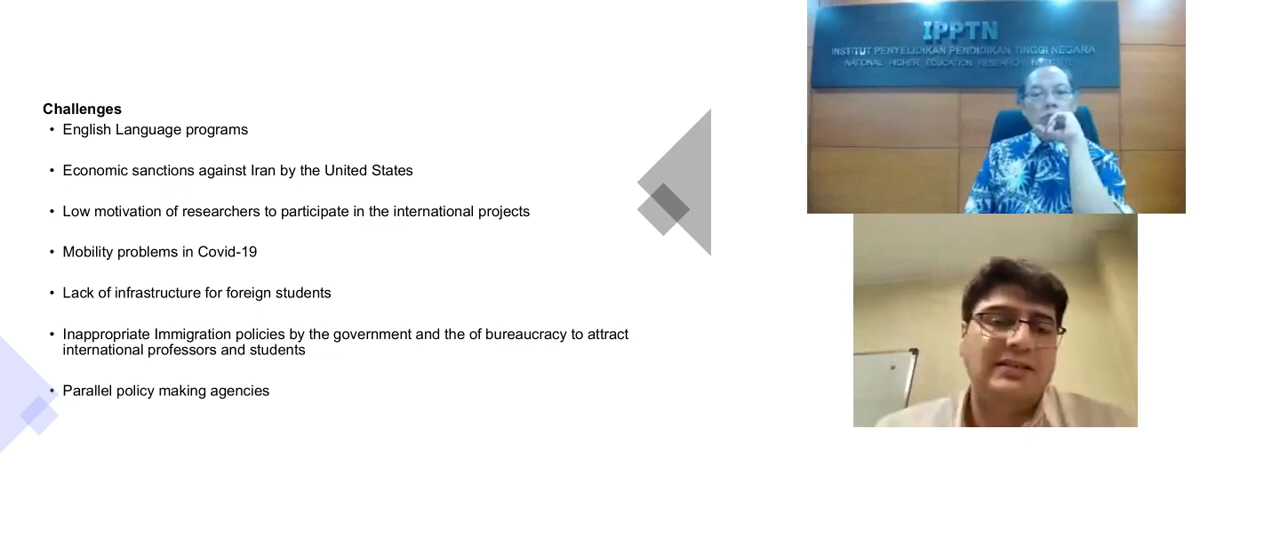 Challenges
• English Language programs
• Economic sanctions against Iran by the United States
• Low motivation of researchers to participate in the international projects
• Mobility problems in Covid-19
• Lack of infrastructure for foreign students
• Inappropriate Immigration policies by the government and the of bureaucracy to attract
international professors and students
• Parallel policy making agencies
IPPTN
INSTITUT PENYELIDIKAN PENDIDIKAN TINGGI NEGARA
NATIONAL HIGHER EDUCATION RESEARCH